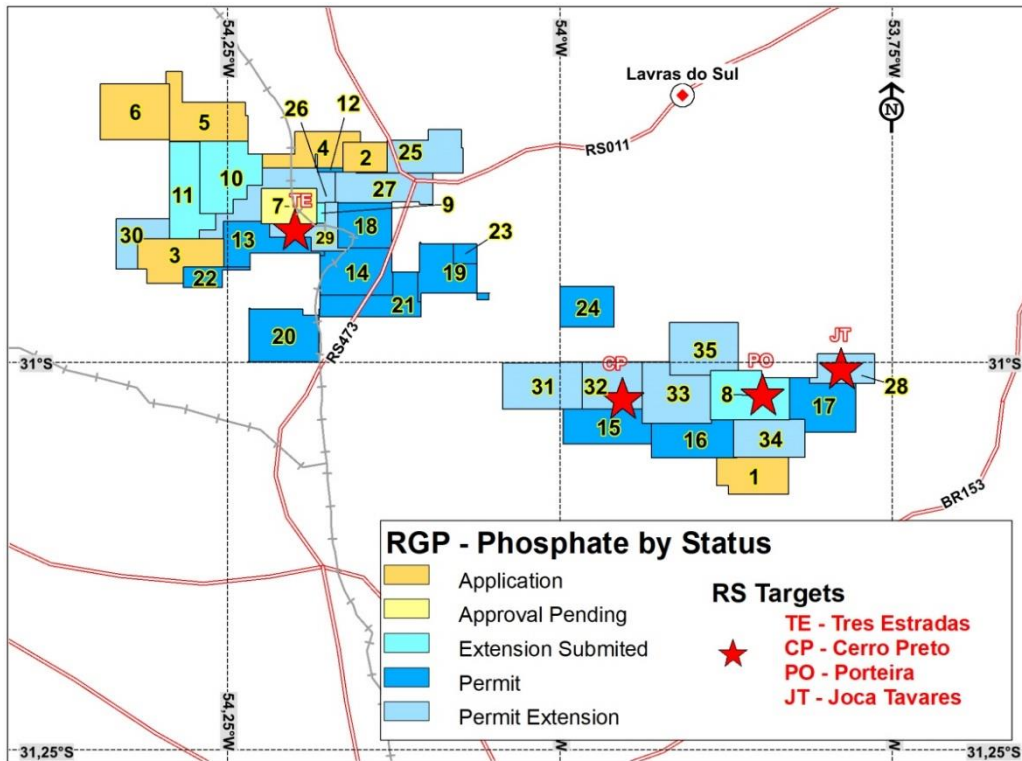 54,25°W
54°W
53,75°W
Lavras do Sul
N
RS011
6
5
26
12
4
2
25
10
11
27
7
TE
9
18
30
13
29
23
3
14
19
22
21
24
20
RS473
31°S
31°S
35
JT
CP
PO
31
32
33
8
28
17
15
16
34
1
BR153
RGP - Phosphate by Status
Application
Approval Pending
Extension Submited
Permit
Permit Extension
RS Targets
TE - Tres Estradas
CP - Cerro Preto
PO - Porteira
JT - Joca Tavares
31,25°S
31,25°S
54,25°W
54°W
53,75°W